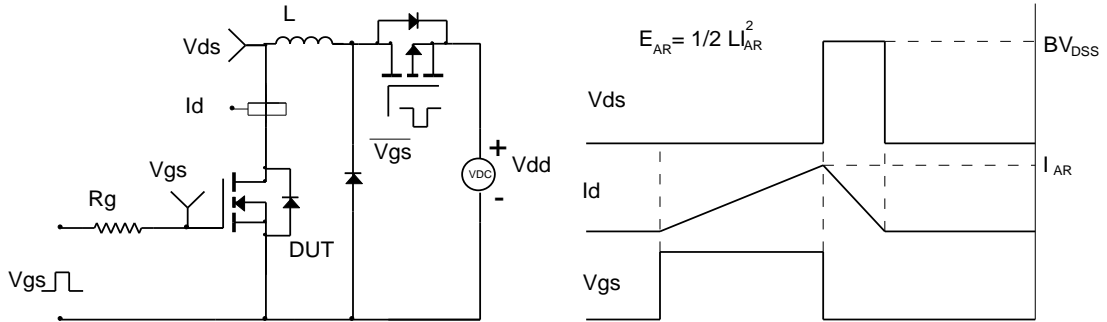 L
Vds
Id
Vgs
Vgs
+
VDC
Vdd
-
Rg
DUT
Vgs
E_AR= 1/2 LI_AR^2
BV_DSS
Vds
I_AR
Id
Vgs